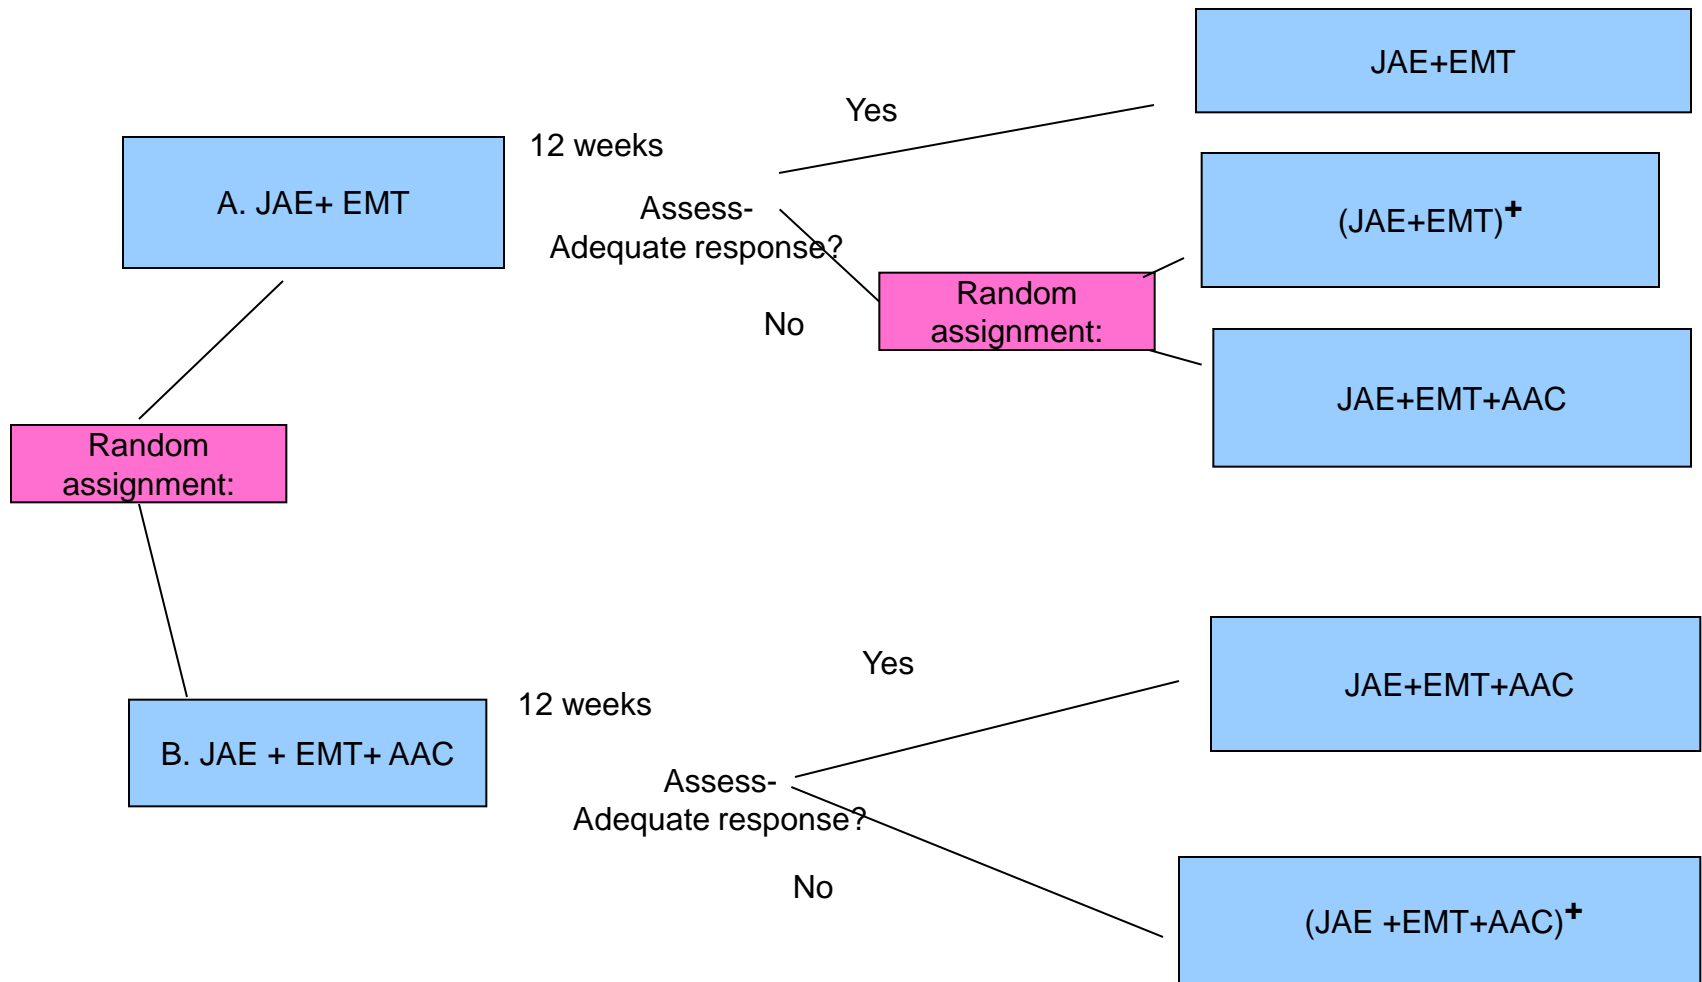 JAE+EMT
Yes
12 weeks
A. JAE+ EMT
Assess-
Adequate response?
(JAE+EMT)+
No
Random
assignment:
JAE+EMT+AAC
Random
assignment:
Yes
JAE+EMT+AAC
12 weeks
B. JAE + EMT+ AAC
Assess-
Adequate response?
No
(JAE +EMT+AAC)+